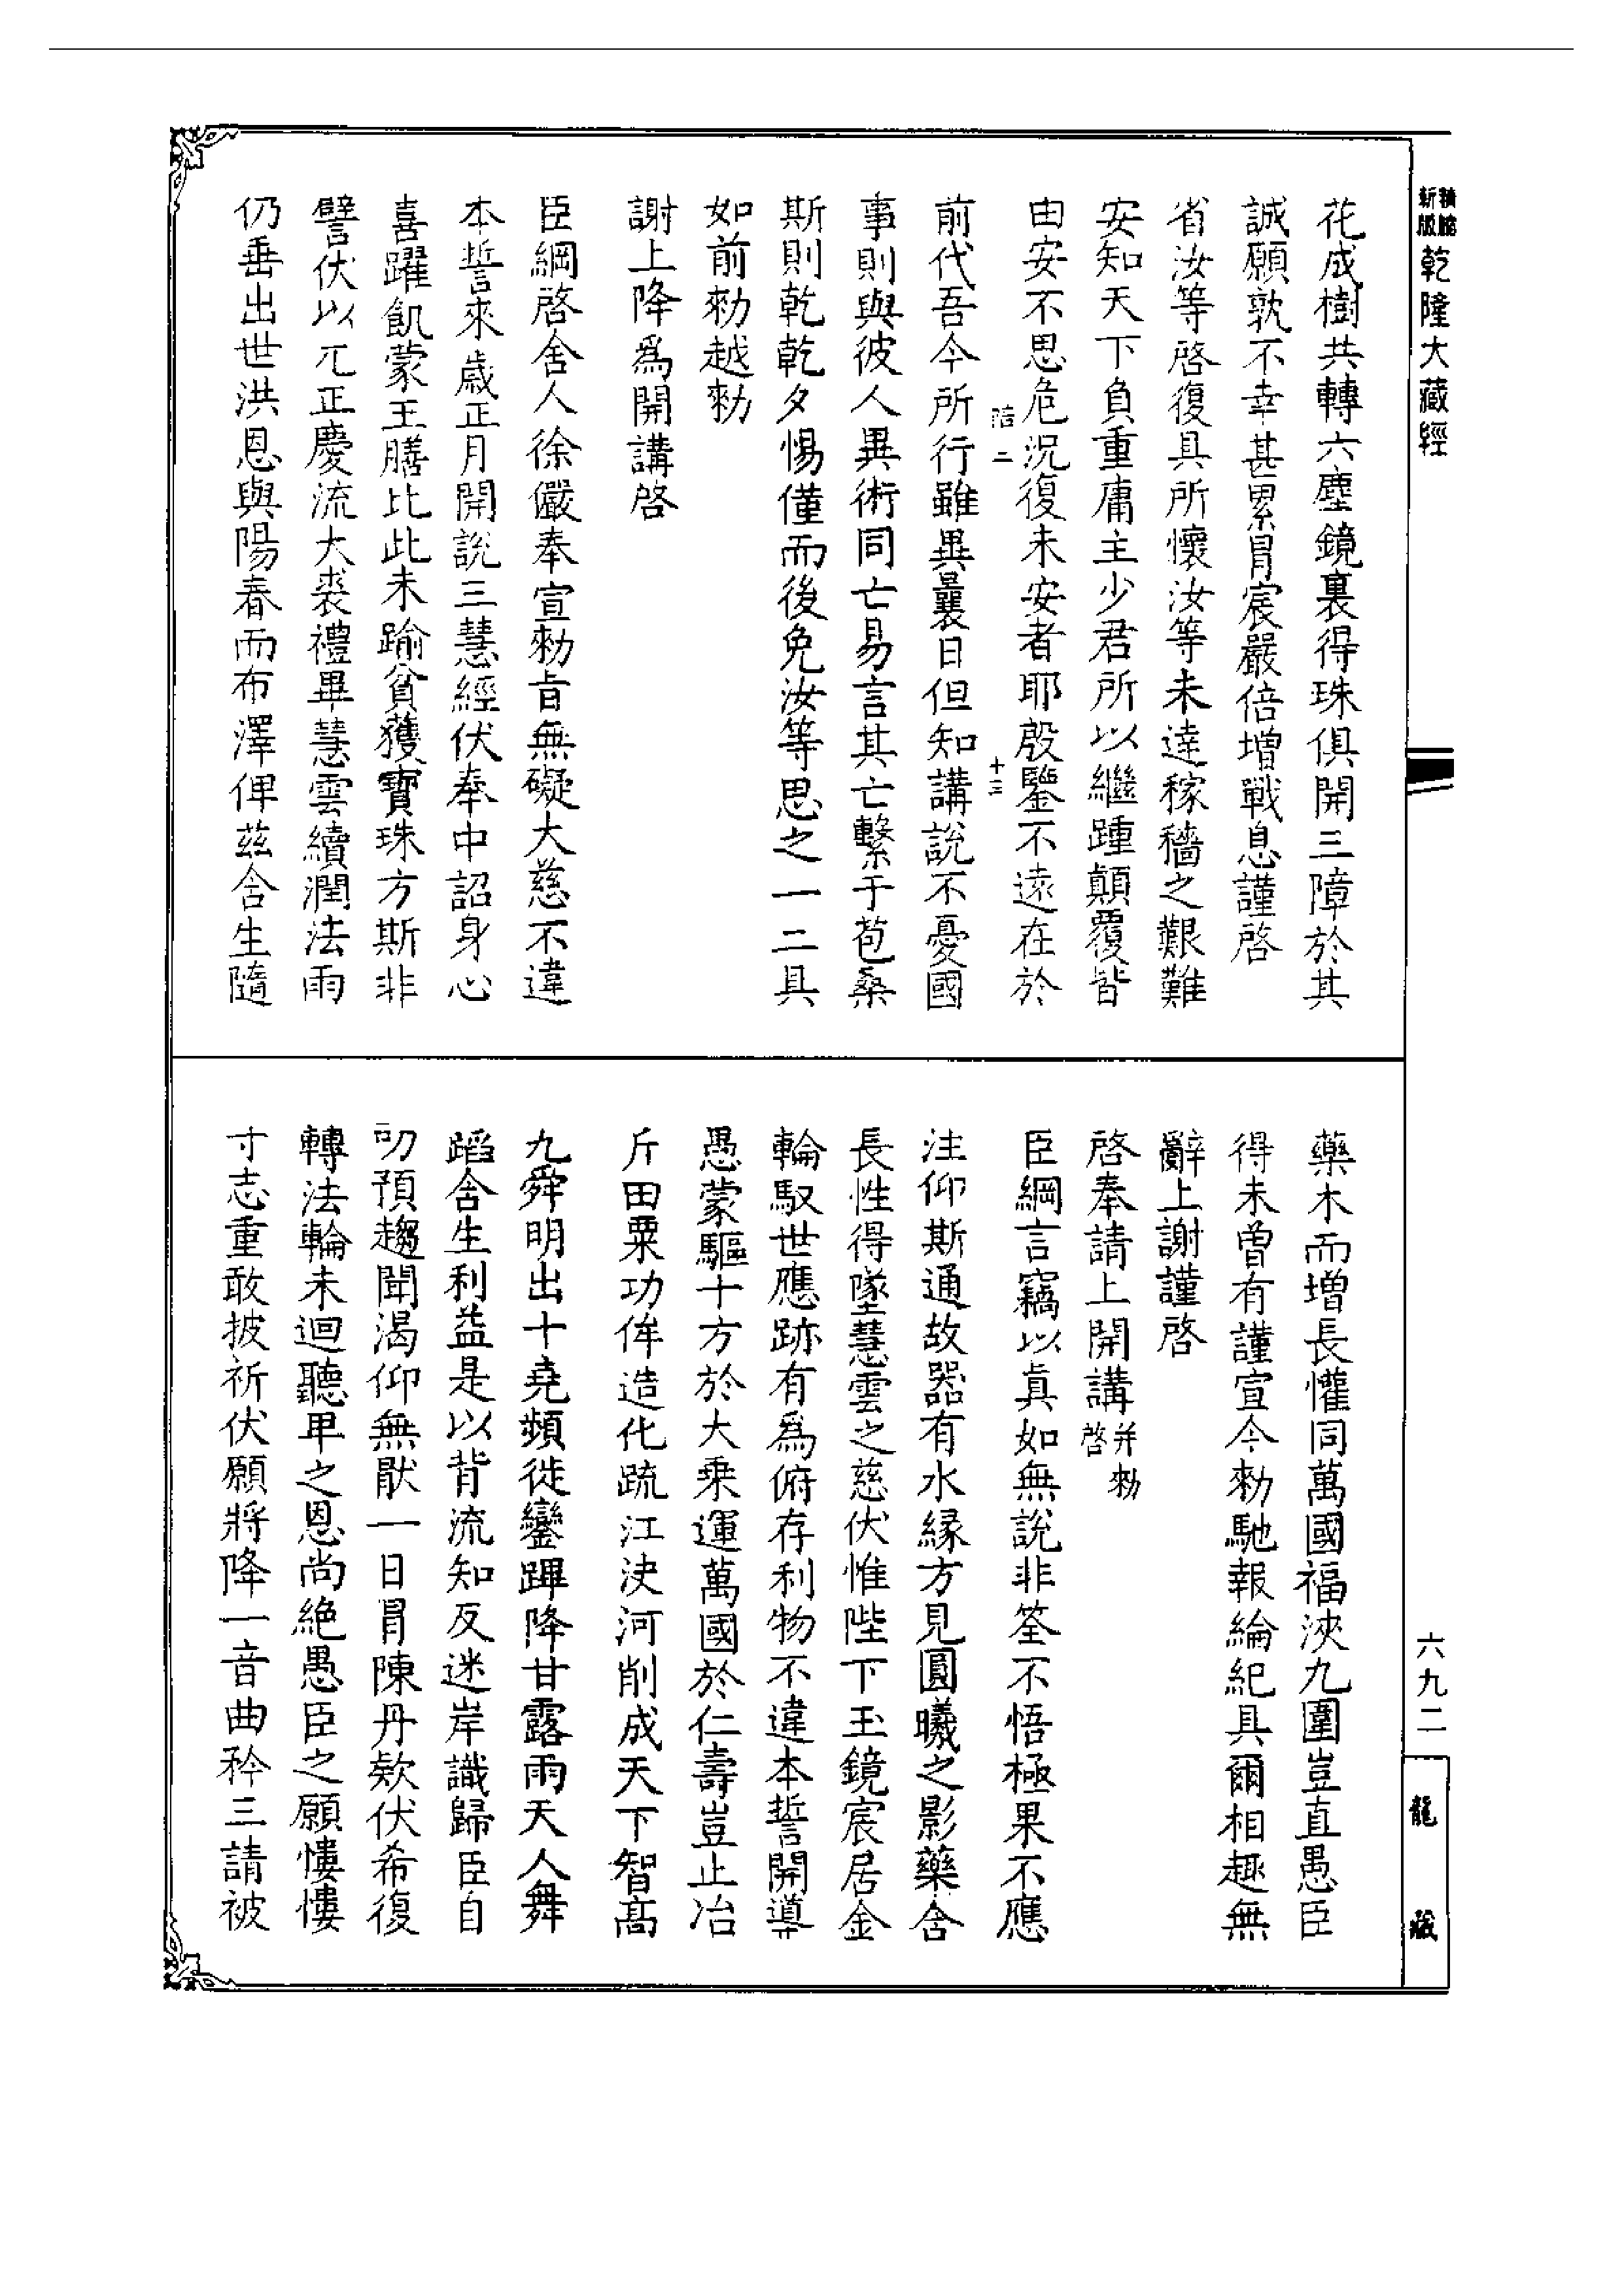 新版 精縮 乾隆大藏經
花成樹共轉六塵鏡裏得珠俱開三障於其
誠願孰不幸甚累冒宸嚴倍增戰息謹啓
省汝等啓復具所懷汝等未達稼穡之艱難
安知天下負重庸主少君所以繼踵顛覆皆
由安不思危況復未安者耶殷鑒不遠在於
二 十三
前代吾今所行雖異曩日但知講說不憂國
事則與彼人異術同亡易言其亡繫于苞桑
斯則乾乾夕惕僅而後免汝等思之一二具
如前勑越勑
謝上降爲開講啓
臣綱啓舍人徐儼奉宣勑旨無礙大慈不違
本誓來歲正月開說三慧經伏奉中詔身心
喜躍飢蒙王膳比此未踰貧獲寶珠方斯非
譬伏以元正慶流大裘禮畢慧雲續潤法雨
仍垂出世洪恩與陽春而布澤俾茲含生隨
藥木而增長懽同萬國福浹九圍豈直愚臣
得未曾有謹宣今勑馳報綸紀具爾相趣無
辭上謝謹啓
啓奉請上開講并勑啓
臣綱言竊以真如無說非筌不悟極果不應
注仰斯通故器有水緣方見圓曦之影藥含
長性得墜慧雲之慈伏惟陛下玉鏡宸居金
輪馭世應跡有爲俯存利物不違本誓開導
愚蒙驅十方於大乘運萬國於仁壽豈止冶
斤田粟功侔造化疏江決河削成天下智高
九舜明出十堯頻徙鑾蹕降甘露雨天人舞
蹈含生利益是以背流知反迷岸識歸臣自
叨預趨聞渴仰無猒一日冒陳丹欵伏希復
轉法輪未迴聽卑之恩尚絕愚臣之願慺慺
寸志重敢披祈伏願將降一音曲矜三請被
六九二
龍藏